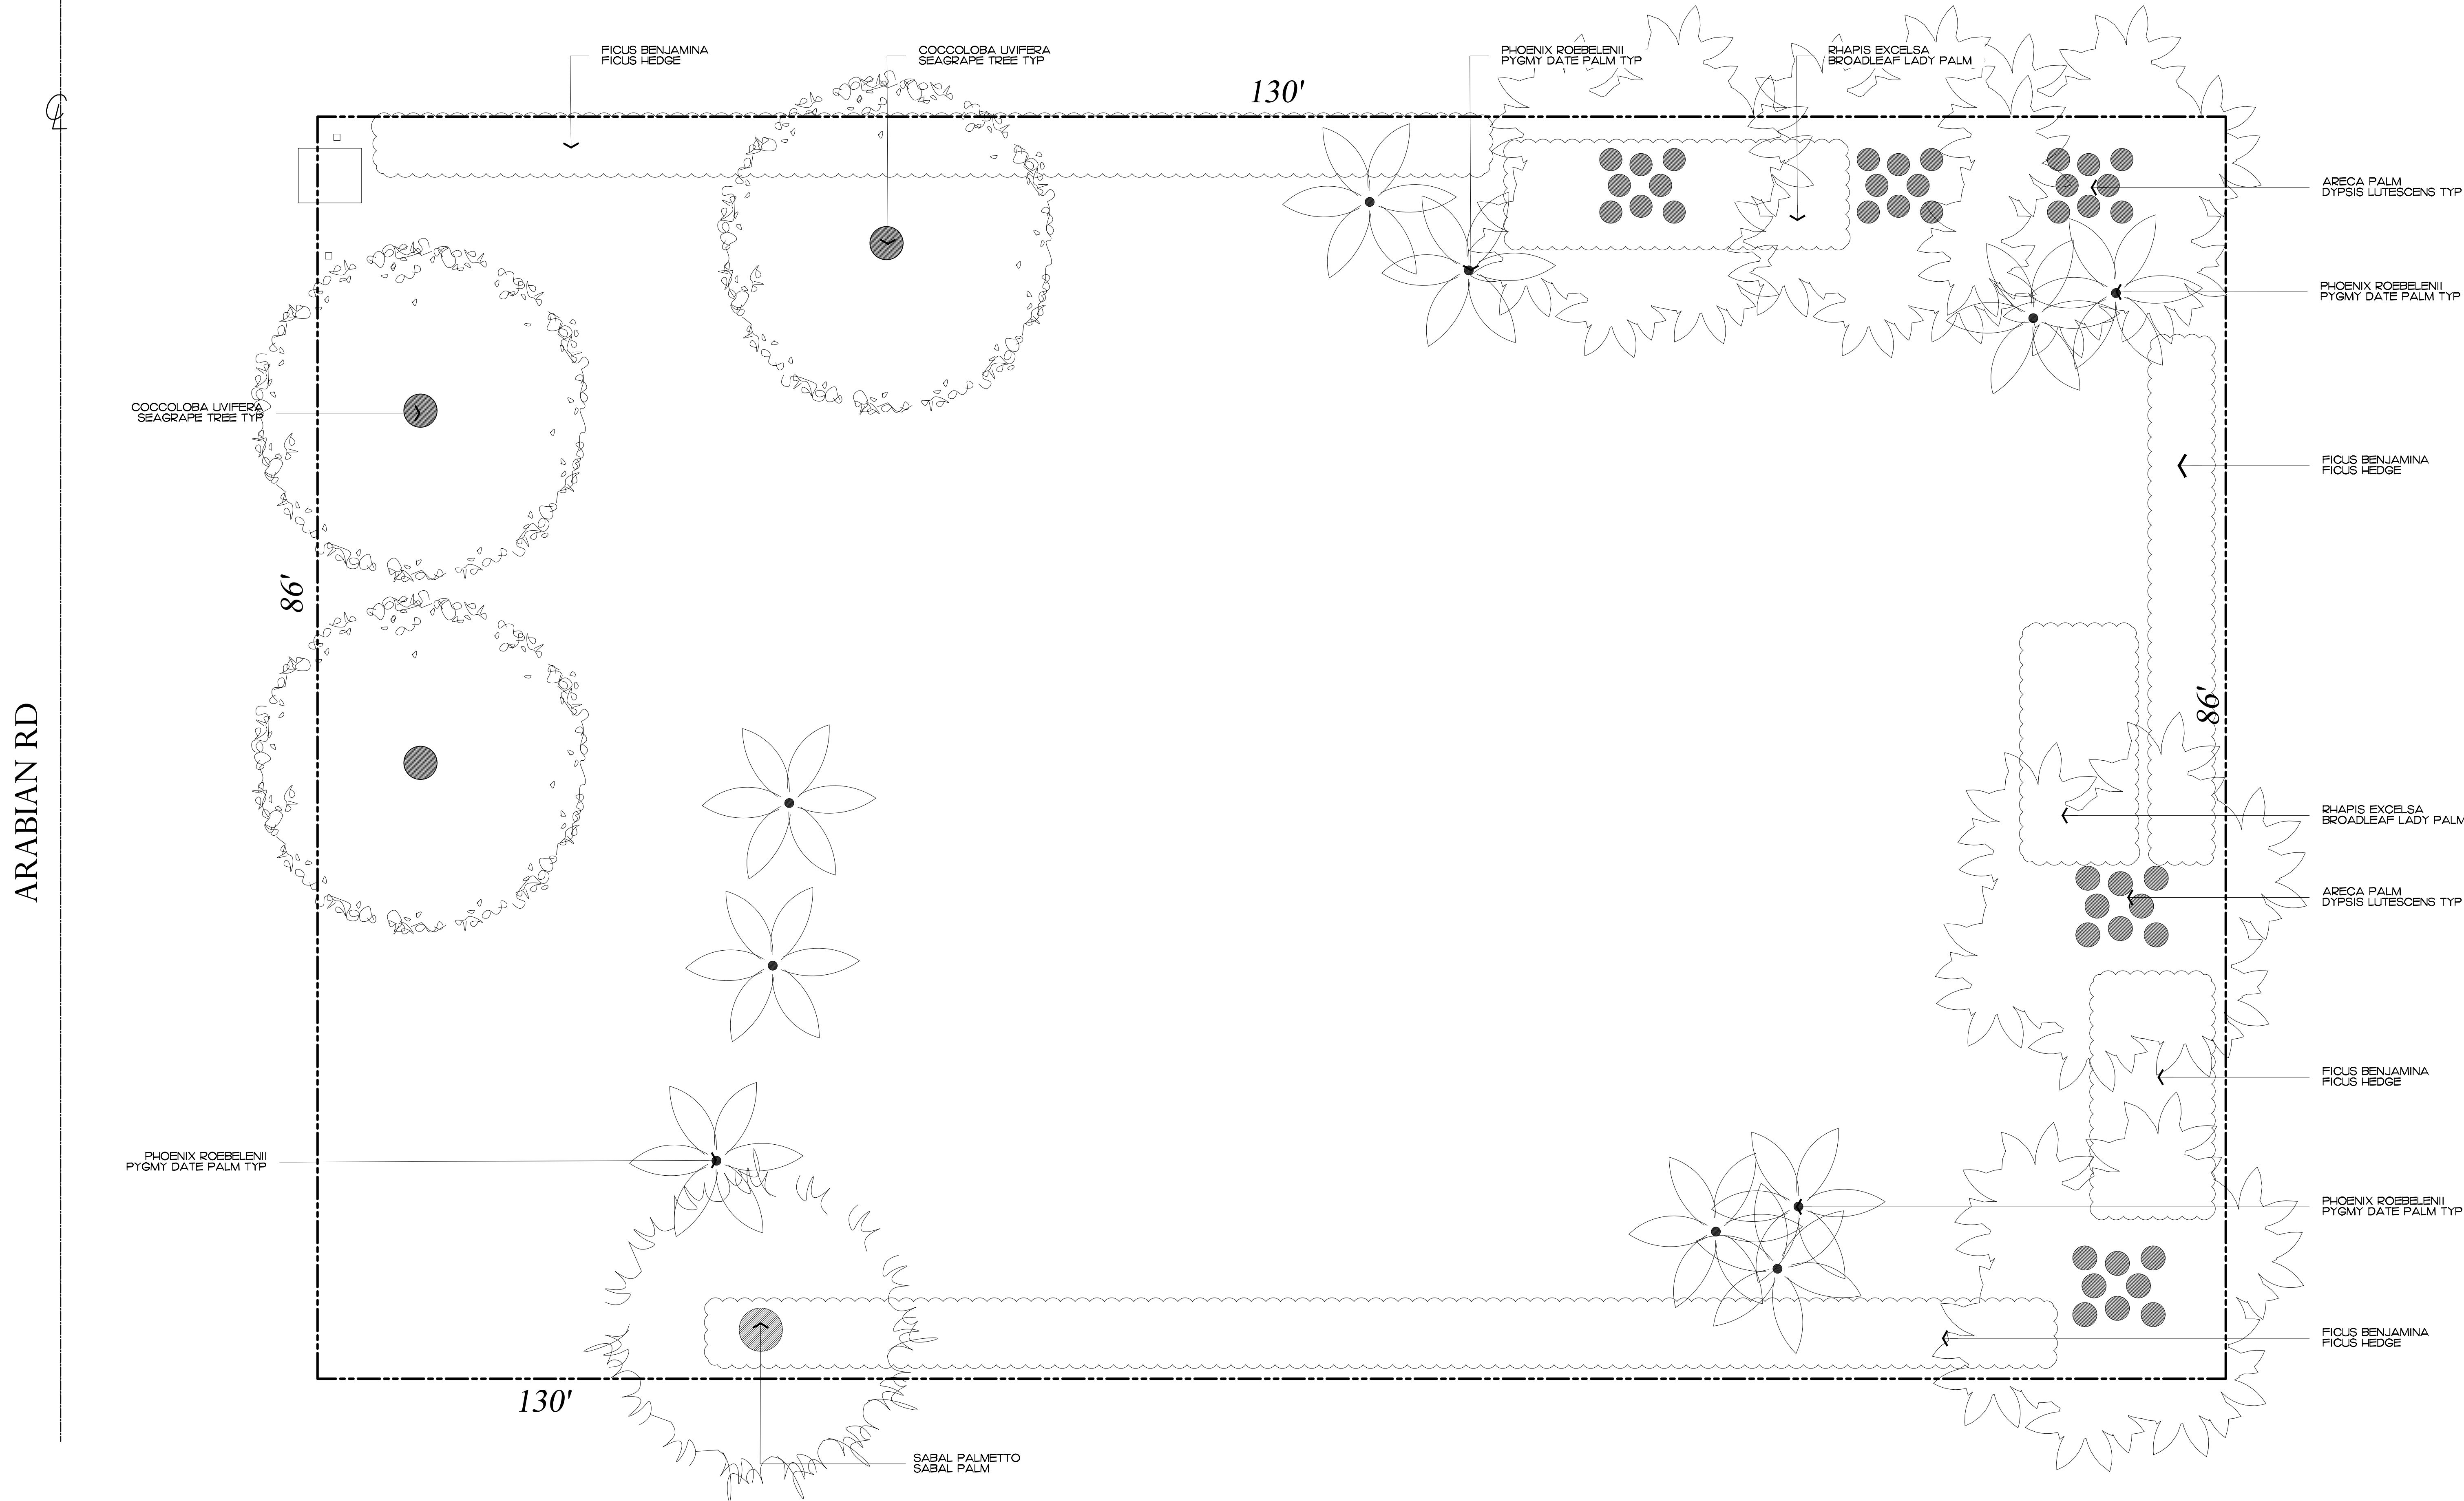 FICUS BENJAMINA
FICUS HEDGE
COCCOLOBA UVIFERA
SEAGRAPE TREE TYP
130'
PHOENIX ROEBELENII
PYGMY DATE PALM TYP
RHAPIS EXCELSA
BROADLEAF LADY PALM
CL
ARECA PALM
DYPSIS LUTESCENS TYP
PHOENIX ROEBELENII
PYGMY DATE PALM TYP
COCCOLOBA UVIFERA
SEAGRAPE TREE TYP
FICUS BENJAMINA
FICUS HEDGE
86'
86'
ARABIAN RD
RHAPIS EXCELSA
BROADLEAF LADY PALM
ARECA PALM
DYPSIS LUTESCENS TYP
FICUS BENJAMINA
FICUS HEDGE
PHOENIX ROEBELENII
PYGMY DATE PALM TYP
PHOENIX ROEBELENII
PYGMY DATE PALM TYP
FICUS BENJAMINA
FICUS HEDGE
130'
SABAL PALMETTO
SABAL PALM